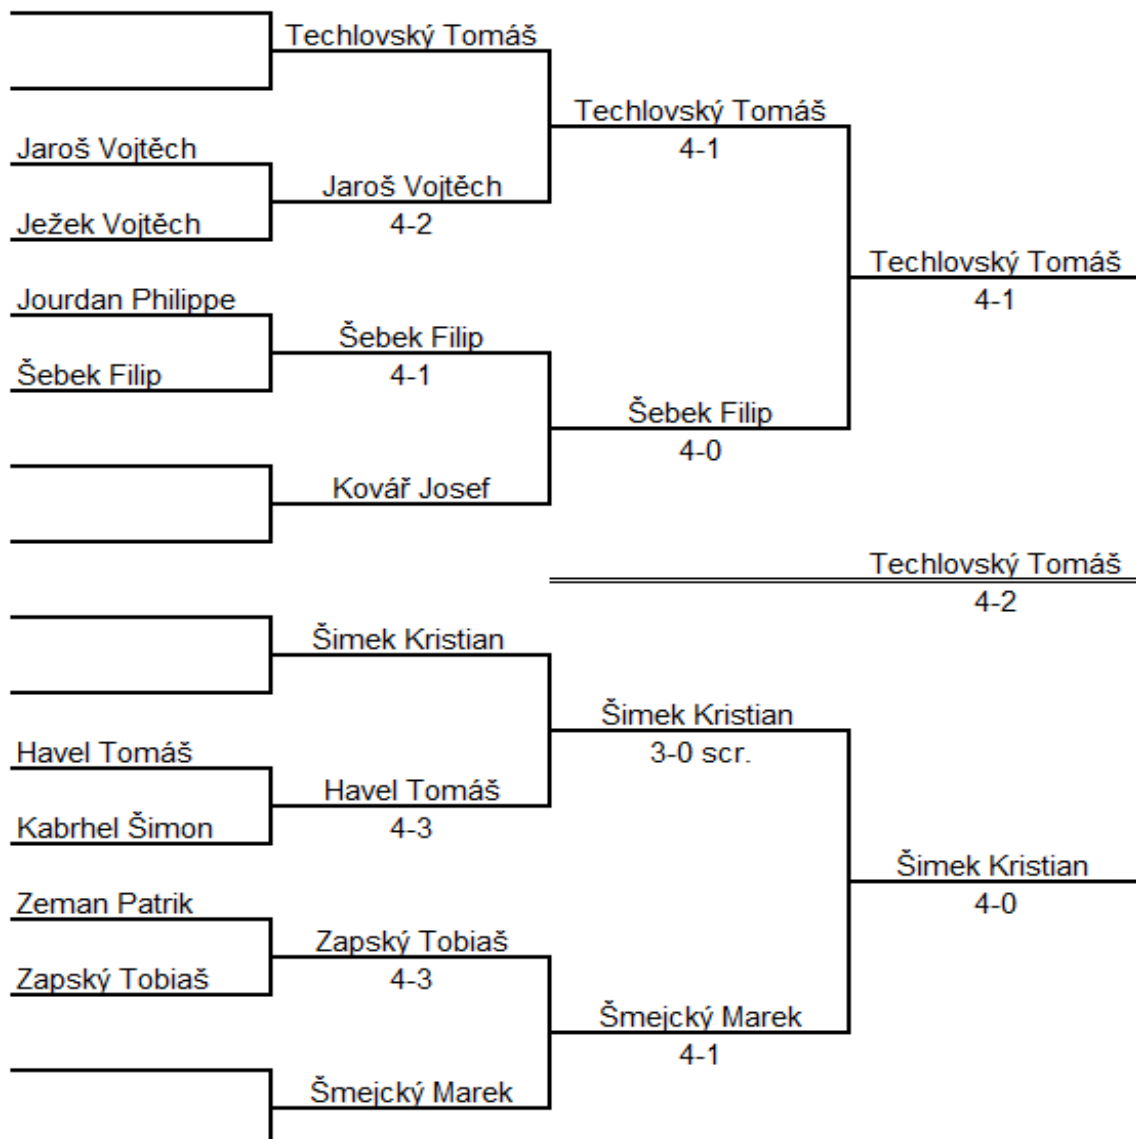 Techlovský Tomáš
Techlovský Tomáš
4-1
Jaroš Vojtěch
Jaroš Vojtěch
4-2
Ježek Vojtěch
Techlovský Tomáš
4-1
Jourdan Philippe
Šebek Filip
4-1
Šebek Filip
Šebek Filip
4-0
Kovář Josef
Techlovský Tomáš
4-2
Šimek Kristian
Šimek Kristian
3-0 scr.
Havel Tomáš
Havel Tomáš
4-3
Kabrhel Šimon
Šimek Kristian
4-0
Zeman Patrik
Zapský Tobiaš
4-3
Zapský Tobiaš
Šmejcký Marek
4-1
Šmejcký Marek